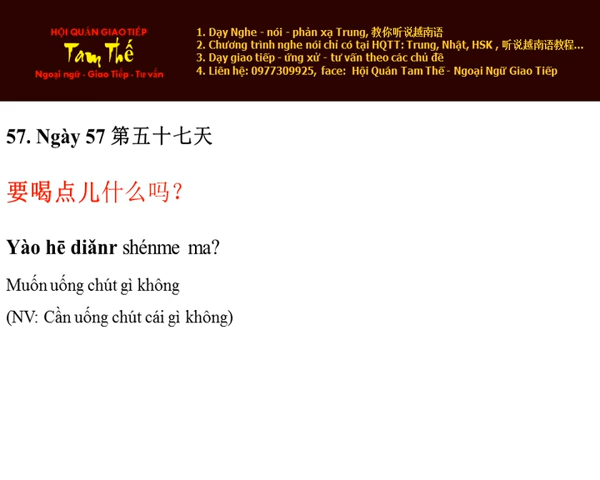 HỘI QUÁN GIAO TIẾP
Tam Thế
Ngoại ngữ - Giao Tiếp - Tư vấn
1. Dạy Nghe - nói - phản xạ Trung, 教你听说越南语
2. Chương trình nghe nói chỉ có tại HQTT: Trung, Nhật, HSK , 听说越南语教程...
3. Dạy giao tiếp - ứng xử - tư vấn theo các chủ đề
4. Liên hệ: 0977309925, face: Hội Quán Tam Thế - Ngoại Ngữ Giao Tiếp
57. Ngày 57 第五十七天
要喝点儿什么吗?
Yào hē diǎnr shénme ma?
Muốn uống chút gì không
(NV: Cần uống chút cái gì không)